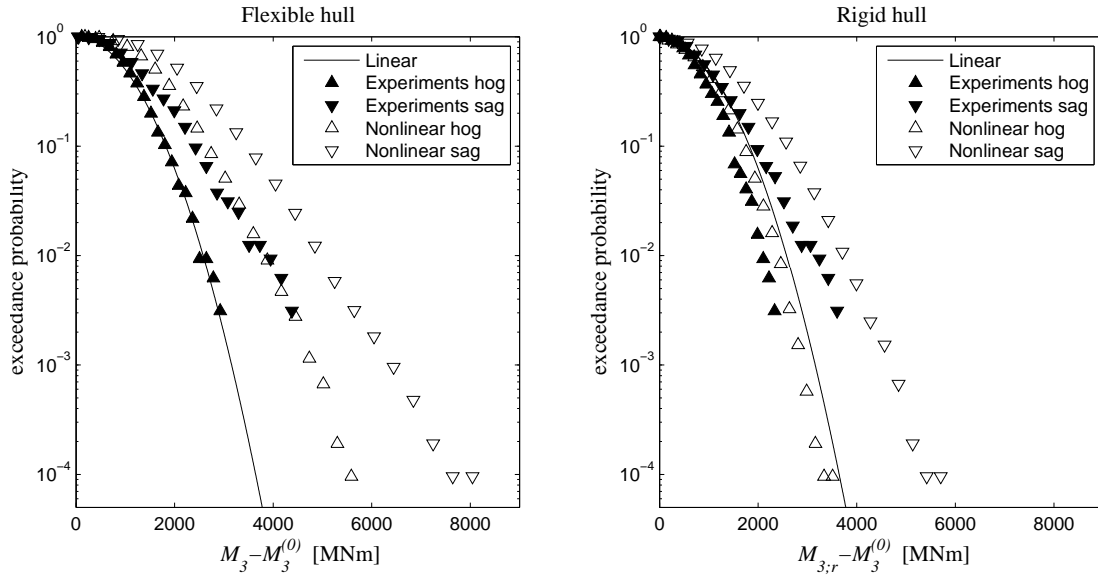 Flexible hull
10^0
10^{-1}
10^{-2}
10^{-3}
10^{-4}
exceedance probability
Linear
Experiments hog
Experiments sag
Nonlinear hog
Nonlinear sag
0 2000 4000 6000 8000
M_3−M_3^{(0)} [MNm]
Rigid hull
10^0
10^{-1}
10^{-2}
10^{-3}
10^{-4}
exceedance probability
Linear
Experiments hog
Experiments sag
Nonlinear hog
Nonlinear sag
0 2000 4000 6000 8000
M_{3;r}−M_3^{(0)} [MNm]